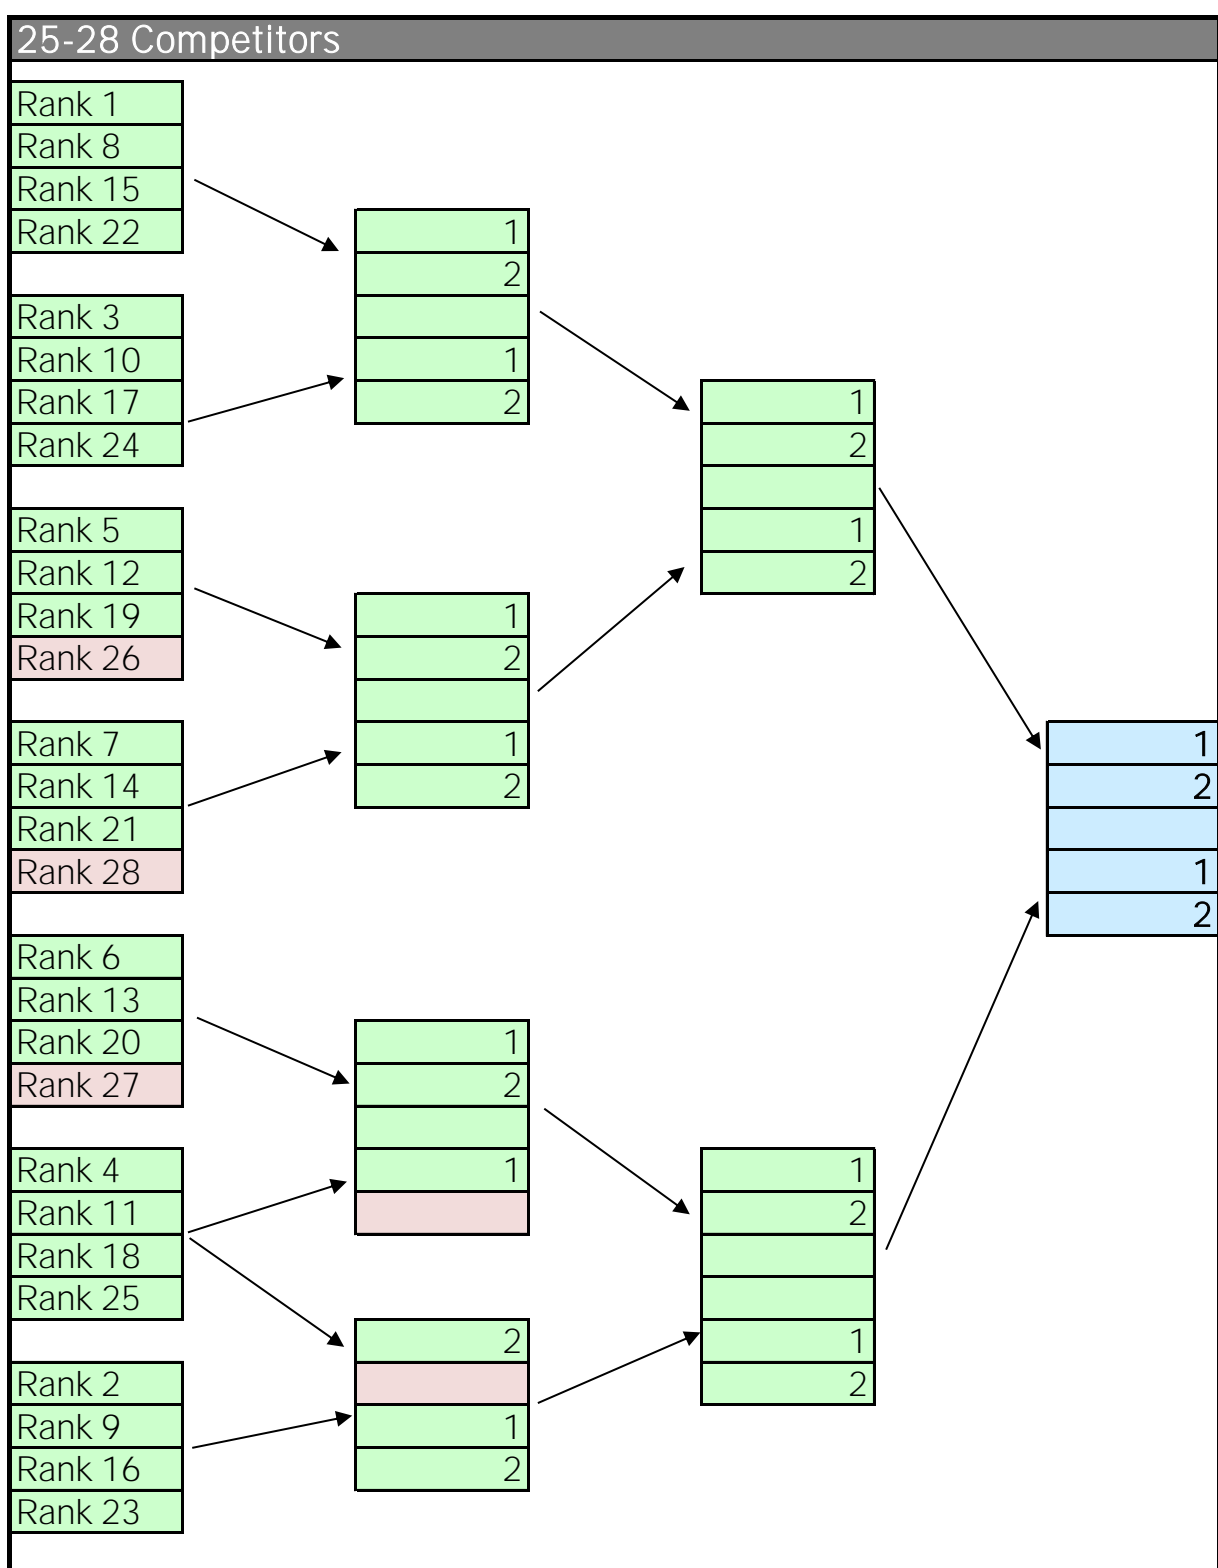 25-28 Competitors
Rank 1
Rank 8
Rank 15
Rank 22
Rank 3
Rank 10
Rank 17
Rank 24
Rank 5
Rank 12
Rank 19
Rank 26
Rank 7
Rank 14
Rank 21
Rank 28
Rank 6
Rank 13
Rank 20
Rank 27
Rank 4
Rank 11
Rank 18
Rank 25
Rank 2
Rank 9
Rank 16
Rank 23
1
2
1
2
1
2
1
2
1
2
1
2
1
2
1
2
1
2
1
2
1
2
1
2
1
2